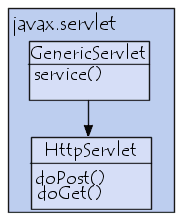 javax.servlet
GenericServlet
service()
HttpServlet
doPost()
doGet()